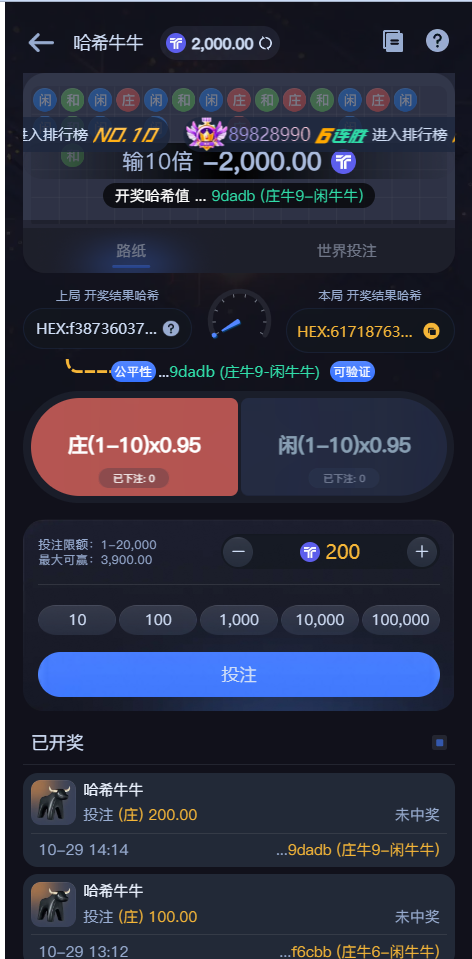 哈希牛牛 2,000.00
闲 和 闲 庄 闲 和 闲 庄 和 庄 和 闲 庄 闲
进入排行榜 NO.10 89828990 6连胜 进入排行榜
和
输10倍 –2,000.00
开奖哈希值 ... 9dadb (庄牛9–闲牛牛)
路纸 世界投注
上局 开奖结果哈希 本局 开奖结果哈希
HEX:f38736037... HEX:61718763...
公平性 ...9dadb (庄牛9-闲牛牛) 可验证
庄(1–10)x0.95 闲(1–10)x0.95
已下注: 0 已下注: 0
投注限额: 1–20,000
最大可赢: 3,900.00
− 200 +
10 100 1,000 10,000 100,000
投注
已开奖
哈希牛牛
投注 (庄) 200.00 未中奖
10–29 14:14 ...9dadb (庄牛9–闲牛牛)
哈希牛牛
投注 (庄) 100.00 未中奖
10–29 13:12 ...f6cbb (庄牛6–闲牛牛)